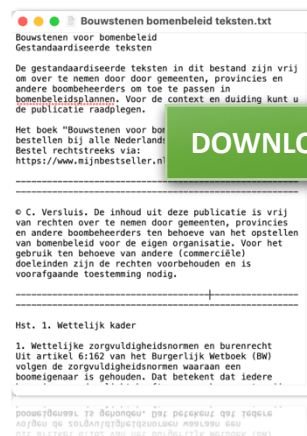 Bouwstenen bomenbeleid teksten.txt
Bouwstenen voor bomenbeleid
Gestandaardiseerde teksten
De gestandaardiseerde teksten in dit bestand zijn vrij
om over te nemen door door gemeenten, provincies en
andere boombeheerders om toe te passen in
bomenbeleidsplannen. Voor de context en duiding kunt u
de publicatie raadplegen.
Het boek "Bouwstenen voor
bestellen bij alle Nederlands
Bestel rechtstreeks via:
https://www.mijnbestseller.nl
DOWNLO
© C. Versluis. De inhoud uit deze publicatie is vrij
van rechten over te nemen door gemeenten, provincies
en andere boombeheerders ten behoeve van het opstellen
van bomenbeleid voor de eigen organisatie. Voor het
gebruik ten behoeve van andere (commerciële)
doeleinden zijn de rechten voorbehouden en is
voorafgaande toestemming nodig.
Hst. 1. Wettelijk kader
1. Wettelijke zorgvuldigheidsnormen en burenrecht
Uit artikel 6:162 van het Burgerlijk Wetboek (BW)
volgen de zorgvuldigheidsnormen waaraan een
boomeigenaar is gehouden. Dat betekent dat iedere